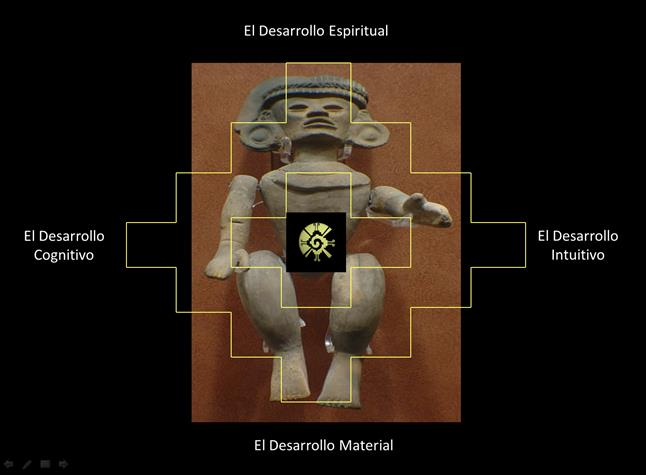 El Desarrollo Espiritual
El Desarrollo
Cognitivo
El Desarrollo
Intuitivo
El Desarrollo Material